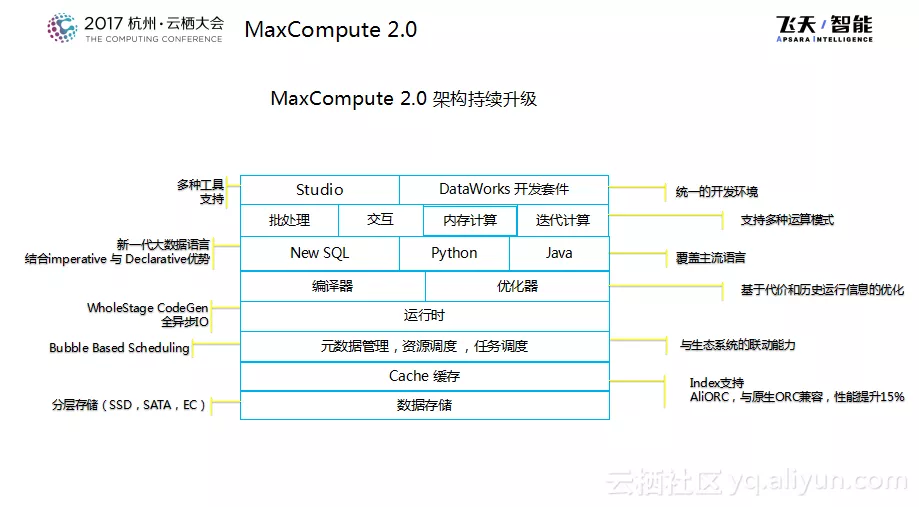 2017 杭州·云栖大会
THE COMPUTING CONFERENCE
MaxCompute 2.0
飞天/智能
APSARA INTELLIGENCE
MaxCompute 2.0 架构持续升级
多种工具
支持
Studio
DataWorks 开发套件
统一的开发环境
批处理
交互
内存计算
迭代计算
支持多种运算模式
新一代大数据语言
结合imperative 与 Declarative优势
New SQL
Python
Java
覆盖主流语言
编译器
优化器
基于代价和历史运行信息的优化
WholeStage CodeGen
全异步IO
运行时
Bubble Based Scheduling
元数据管理，资源调度 ，任务调度
与生态系统的联动能力
Cache 缓存
Index支持
AliORC，与原生ORC兼容，性能提升15%
分层存储（SSD，SATA，EC）
数据存储
云栖社区 yq.aliyun.com